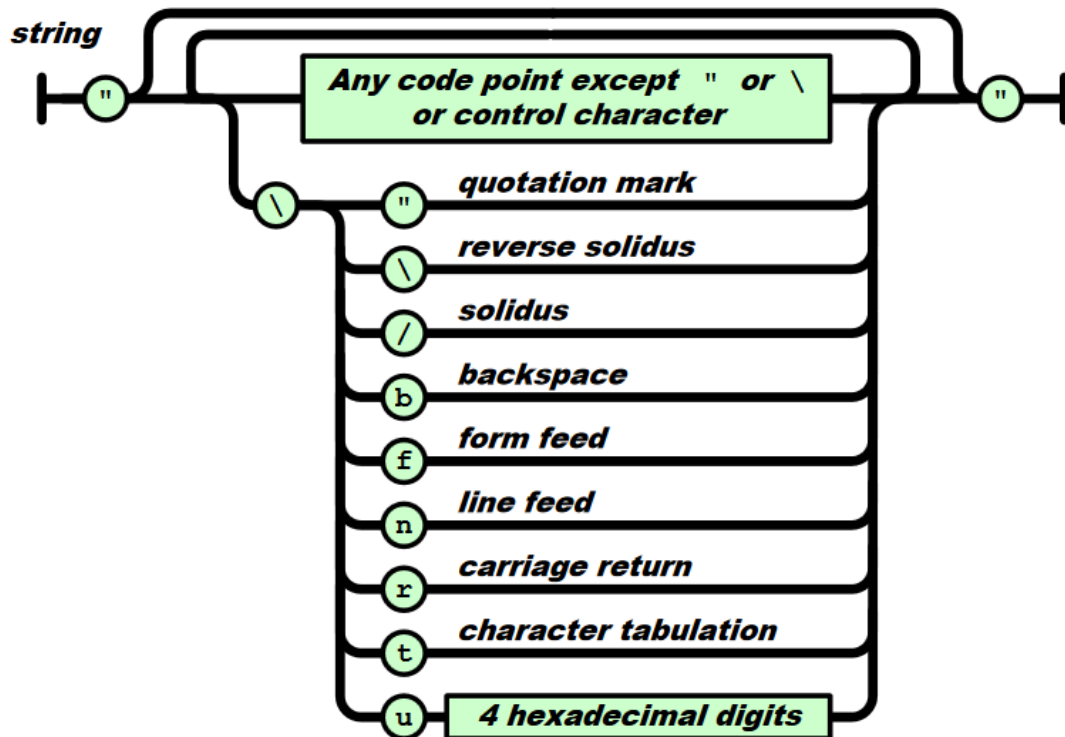 string
" Any code point except " or \ "
or control character
\ " quotation mark
\ reverse solidus
/ solidus
b backspace
f form feed
n line feed
r carriage return
t character tabulation
u 4 hexadecimal digits